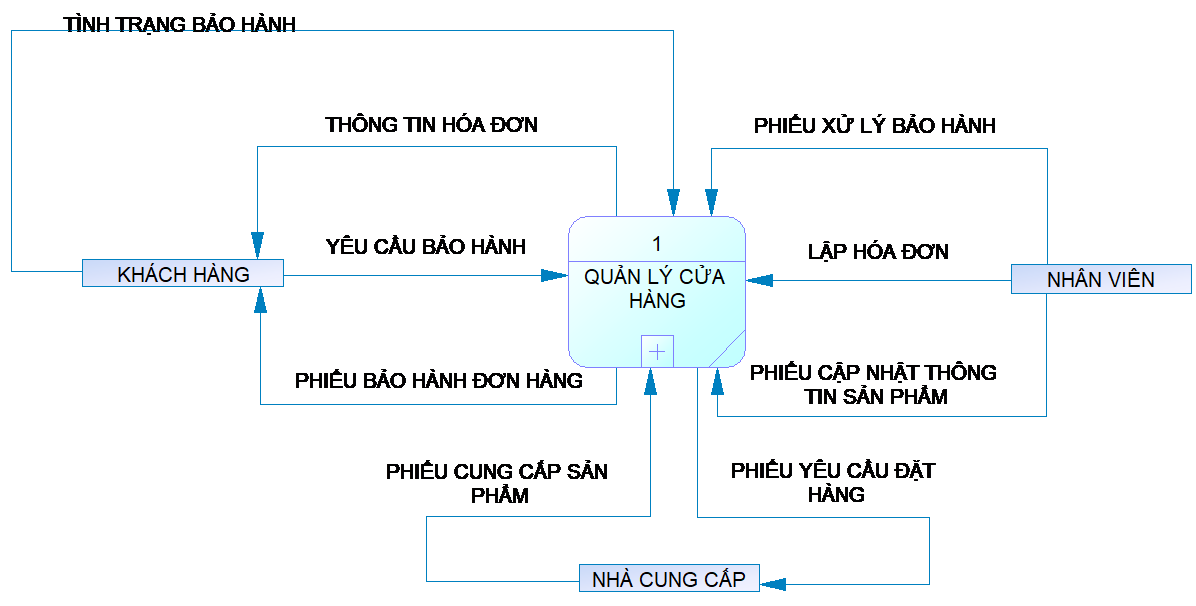 TÌNH TRẠNG BẢO HÀNH
THÔNG TIN HÓA ĐƠN
PHIẾU XỬ LÝ BẢO HÀNH
1
YÊU CẦU BẢO HÀNH
LẬP HÓA ĐƠN
KHÁCH HÀNG
QUẢN LÝ CỬA
HÀNG
NHÂN VIÊN
PHIẾU BẢO HÀNH ĐƠN HÀNG
PHIẾU CẬP NHẬT THÔNG
TIN SẢN PHẨM
PHIẾU CUNG CẤP SẢN
PHẨM
PHIẾU YÊU CẦU ĐẶT
HÀNG
NHÀ CUNG CẤP